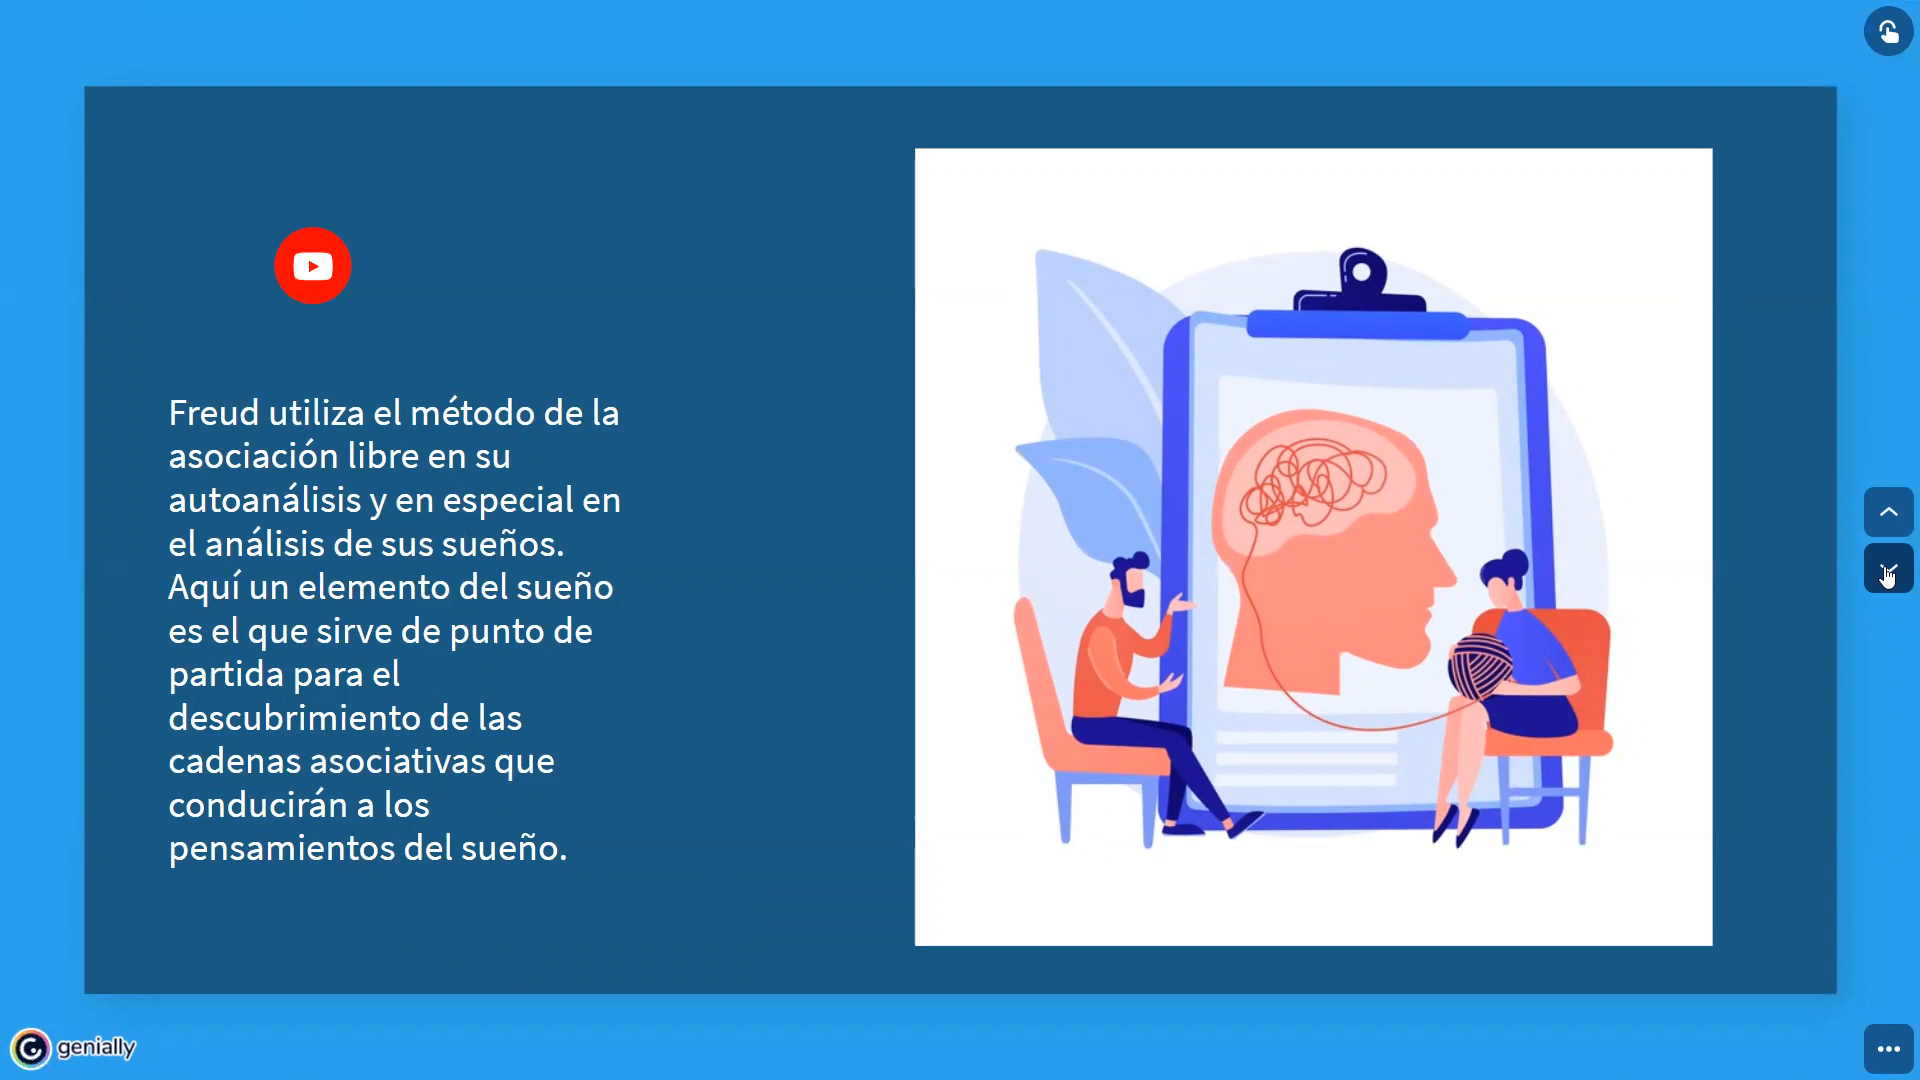 Freud utiliza el método de la
asociación libre en su
autoanálisis y en especial en
el análisis de sus sueños.
Aquí un elemento del sueño
es el que sirve de punto de
partida para el
descubrimiento de las
cadenas asociativas que
conducirán a los
pensamientos del sueño.
genially